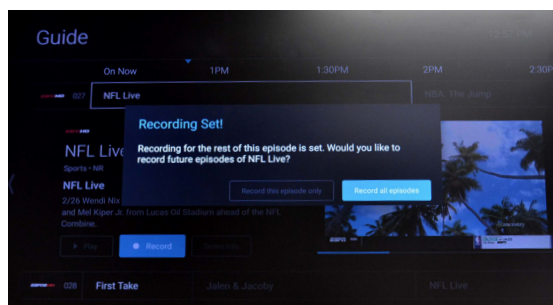 Guide
On Now 1PM 1:30PM 2PM 2:30P
027 NFL Live NBA: The Jump
Recording Set!
Recording for the rest of this episode is set. Would you like to
record future episodes of NFL Live?
Record this episode only Record all episodes
NFL Live
Sports • NR
NFL Live
2/26 Wendi Nix
and Mel Kiper Jr. from Lucas Oil Stadium ahead of the NFL
Combine.
Play Record
028 First Take Jalen & Jacoby NFL Live